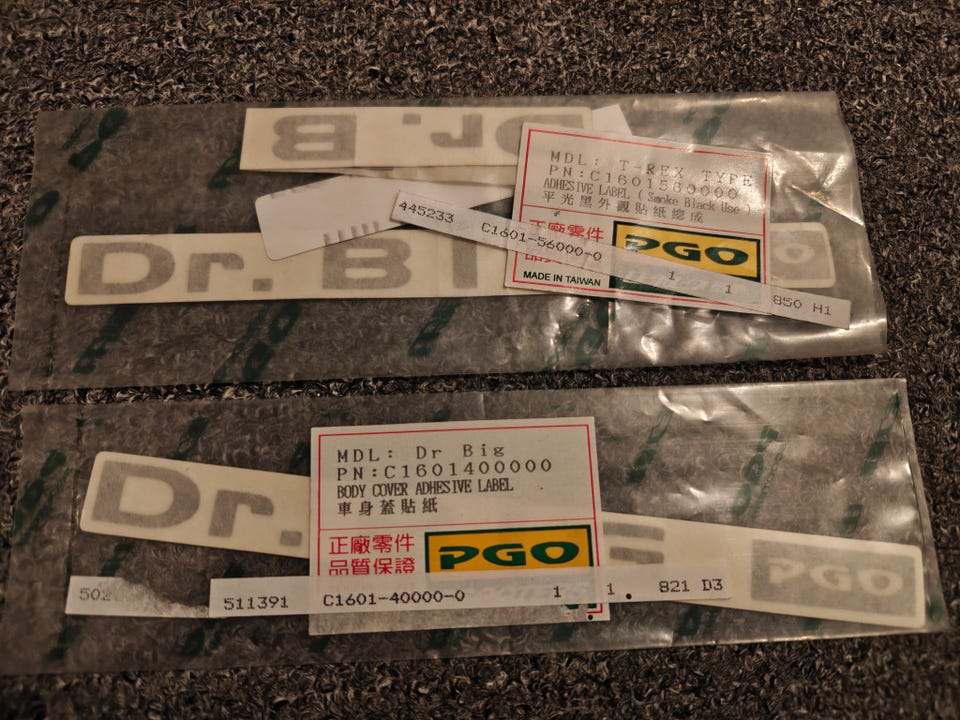 Dr. B
MDL: T-REX TYPE
PN:C1601560000
ADHESIVE LABEL ( Smoke Black Use )
平光黑外觀貼紙總成
正廠零件
PGO
MADE IN TAIWAN
445233 C1601-56000-0 1 1 850 H1
Dr. BI
GO
MDL: Dr Big
PN:C1601400000
BODY COVER ADHESIVE LABEL
車身蓋貼紙
正廠零件
品質保證
PGO
Dr.
PGO
502
511391 C1601-40000-0 1 1 821 D3